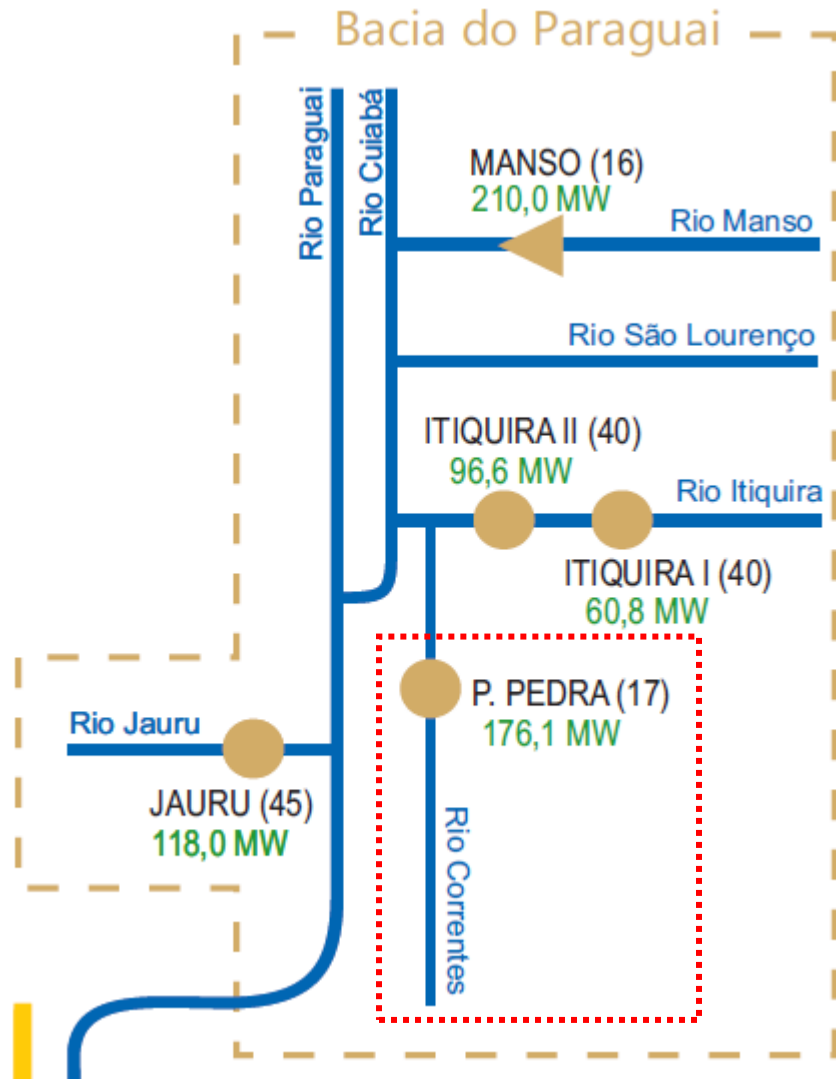 Bacia do Paraguai
Rio Paraguai
Rio Cuiabá
MANSO (16)
210,0 MW
Rio Manso
Rio São Lourenço
ITIQUIRA II (40)
96,6 MW
Rio Itiquira
ITIQUIRA I (40)
60,8 MW
P. PEDRA (17)
176,1 MW
Rio Jauru
JAURU (45)
118,0 MW
Rio Correntes